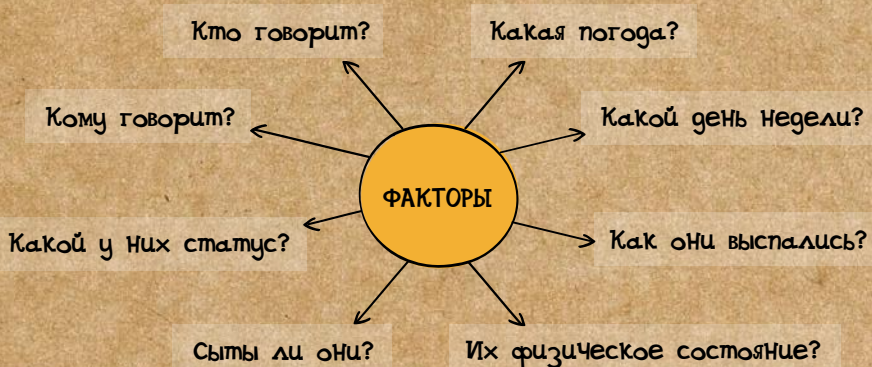 Кто говорит?
Какая погода?
Кому говорит?
Какой день недели?
ФАКТОРЫ
Какой у них статус?
Как они выспались?
Сыты ли они?
Их физическое состояние?